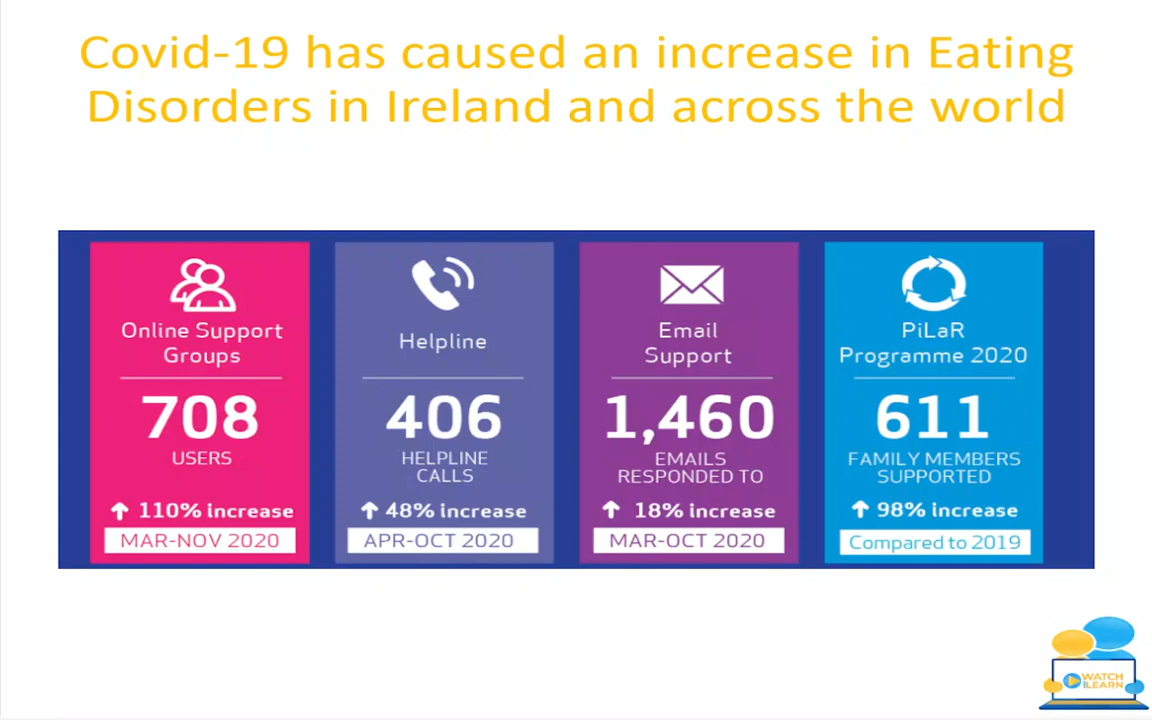 Covid-19 has caused an increase in Eating
Disorders in Ireland and across the world
Online Support
Groups
708
USERS
110% increase
MAR-NOV 2020
Helpline
406
HELPLINE
CALLS
48% increase
APR-OCT 2020
Email
Support
1,460
EMAILS
RESPONDED TO
18% increase
MAR-OCT 2020
PiLaR
Programme 2020
611
FAMILY MEMBERS
SUPPORTED
98% increase
Compared to 2019
WATCH
LEARN